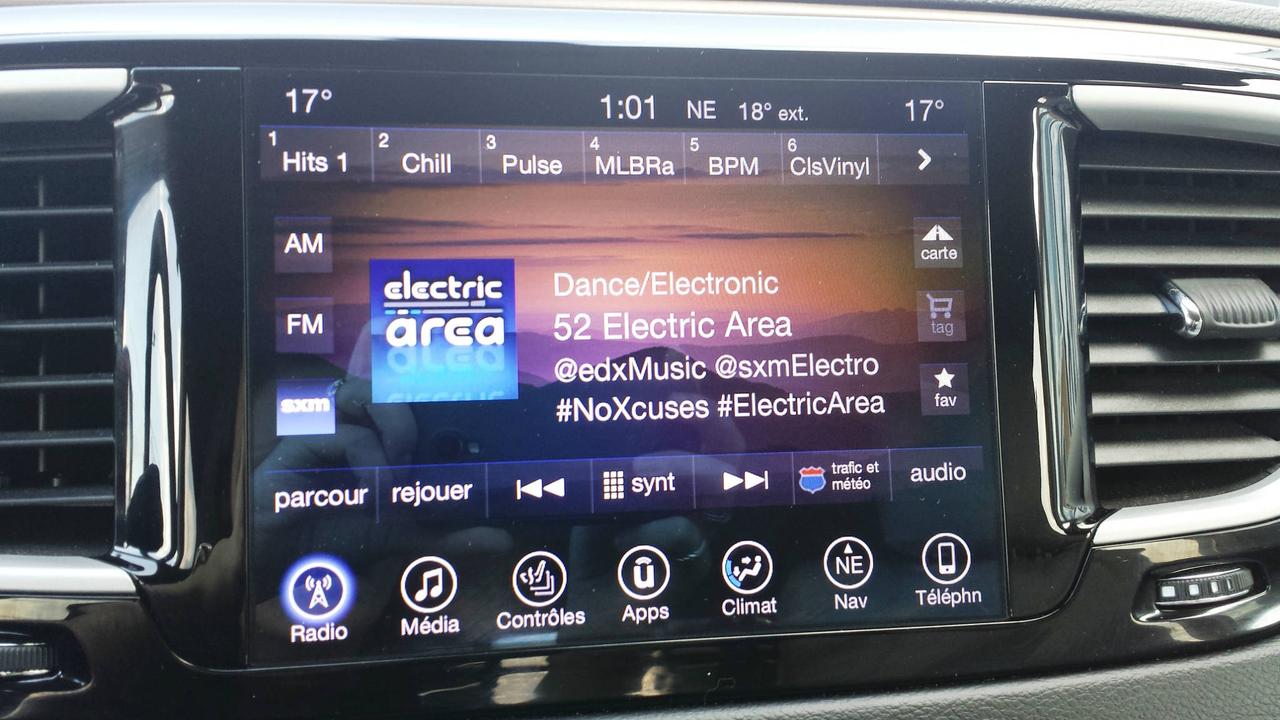 17° 1:01 NE 18° ext. 17°
1 Hits 1 2 Chill 3 Pulse 4 MLBRa 5 BPM 6 ClsVinyl
AM
FM
sxm
electric
area
Dance/Electronic
52 Electric Area
@edxMusic @sxmElectro
#NoXcuses #ElectricArea
carte
tag
fav
parcour rejouer synt trafic et
météo audio
Radio Média Contrôles Apps Climat NE Nav Téléphn